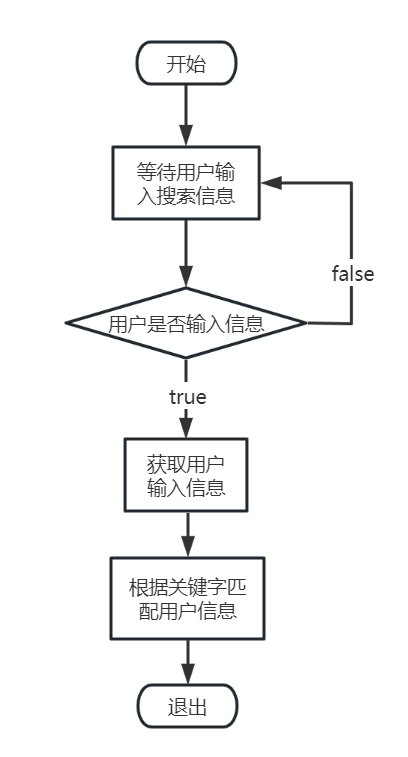 开始
等待用户输
入搜索信息
false
用户是否输入信息
true
获取用户
输入信息
根据关键字匹
配用户信息
退出